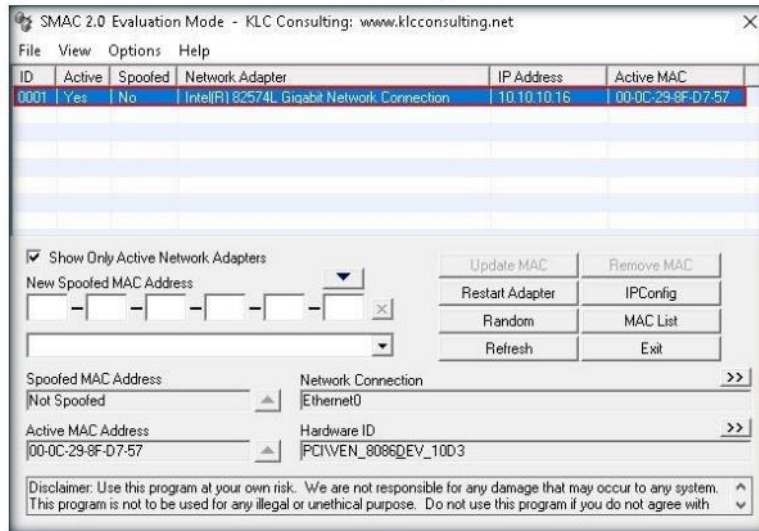 SMAC 2.0 Evaluation Mode - KLC Consulting: www.klcconsulting.net
File View Options Help
ID Active Spoofed Network Adapter IP Address Active MAC
0001 Yes No Intel(R) 82574L Gigabit Network Connection 10.10.10.16 00-0C-29-8F-D7-57
Show Only Active Network Adapters
New Spoofed MAC Address
Update MAC Remove MAC
Restart Adapter IPConfig
Random MAC List
Refresh Exit
Spoofed MAC Address
Not Spoofed
Network Connection >>
Ethernet0
Active MAC Address
00-0C-29-8F-D7-57
Hardware ID >>
PCI\VEN_8086DEV_10D3
Disclaimer: Use this program at your own risk. We are not responsible for any damage that may occur to any system.
This program is not to be used for any illegal or unethical purpose. Do not use this program if you do not agree with